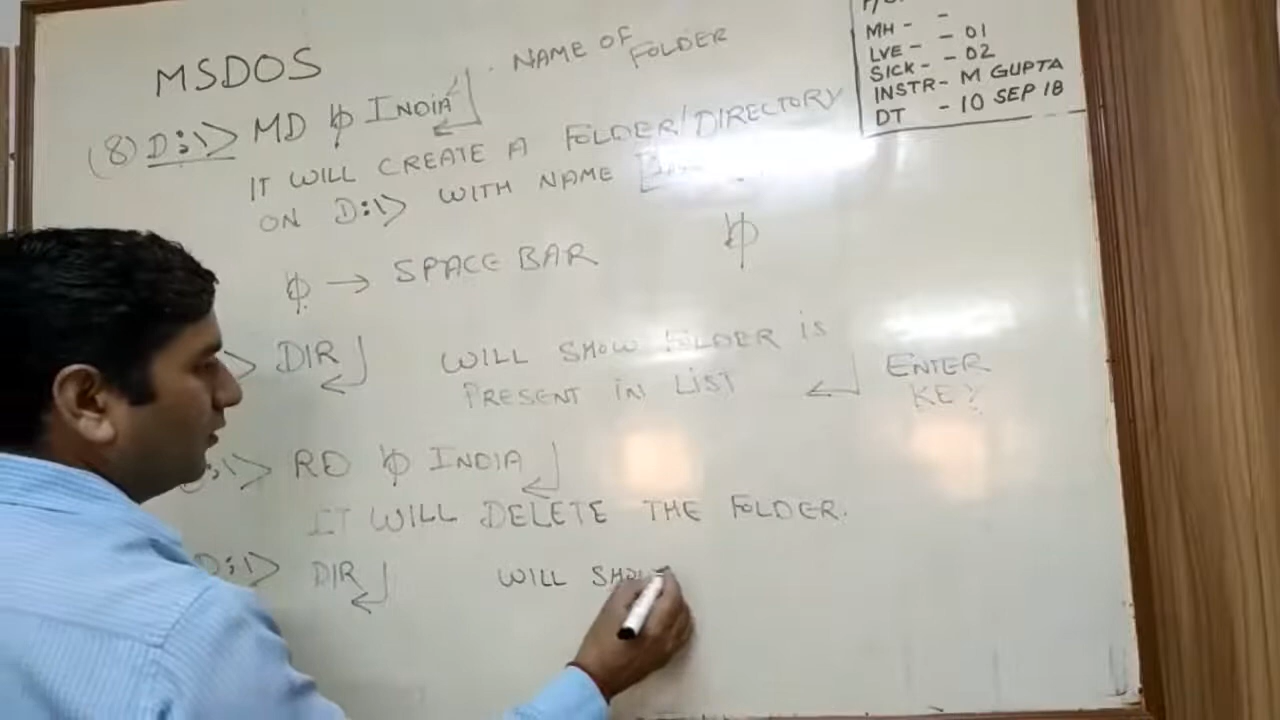 MSDOS
NAME OF
FOLDER
(8) D:\> MD ␢ INDIA
IT WILL CREATE A FOLDER/DIRECTORY
ON D:\> WITH NAME
␢ → SPACE BAR ␢
> DIR ↵ WILL SHOW FOLDER IS
PRESENT IN LIST
↵ ENTER
KEY
:\> RD ␢ INDIA ↵
IT WILL DELETE THE FOLDER.
D:\> DIR ↵ WILL SHOW
MH - -
LVE - - 01
SICK - - 02
INSTR - M GUPTA
DT - 10 SEP 18